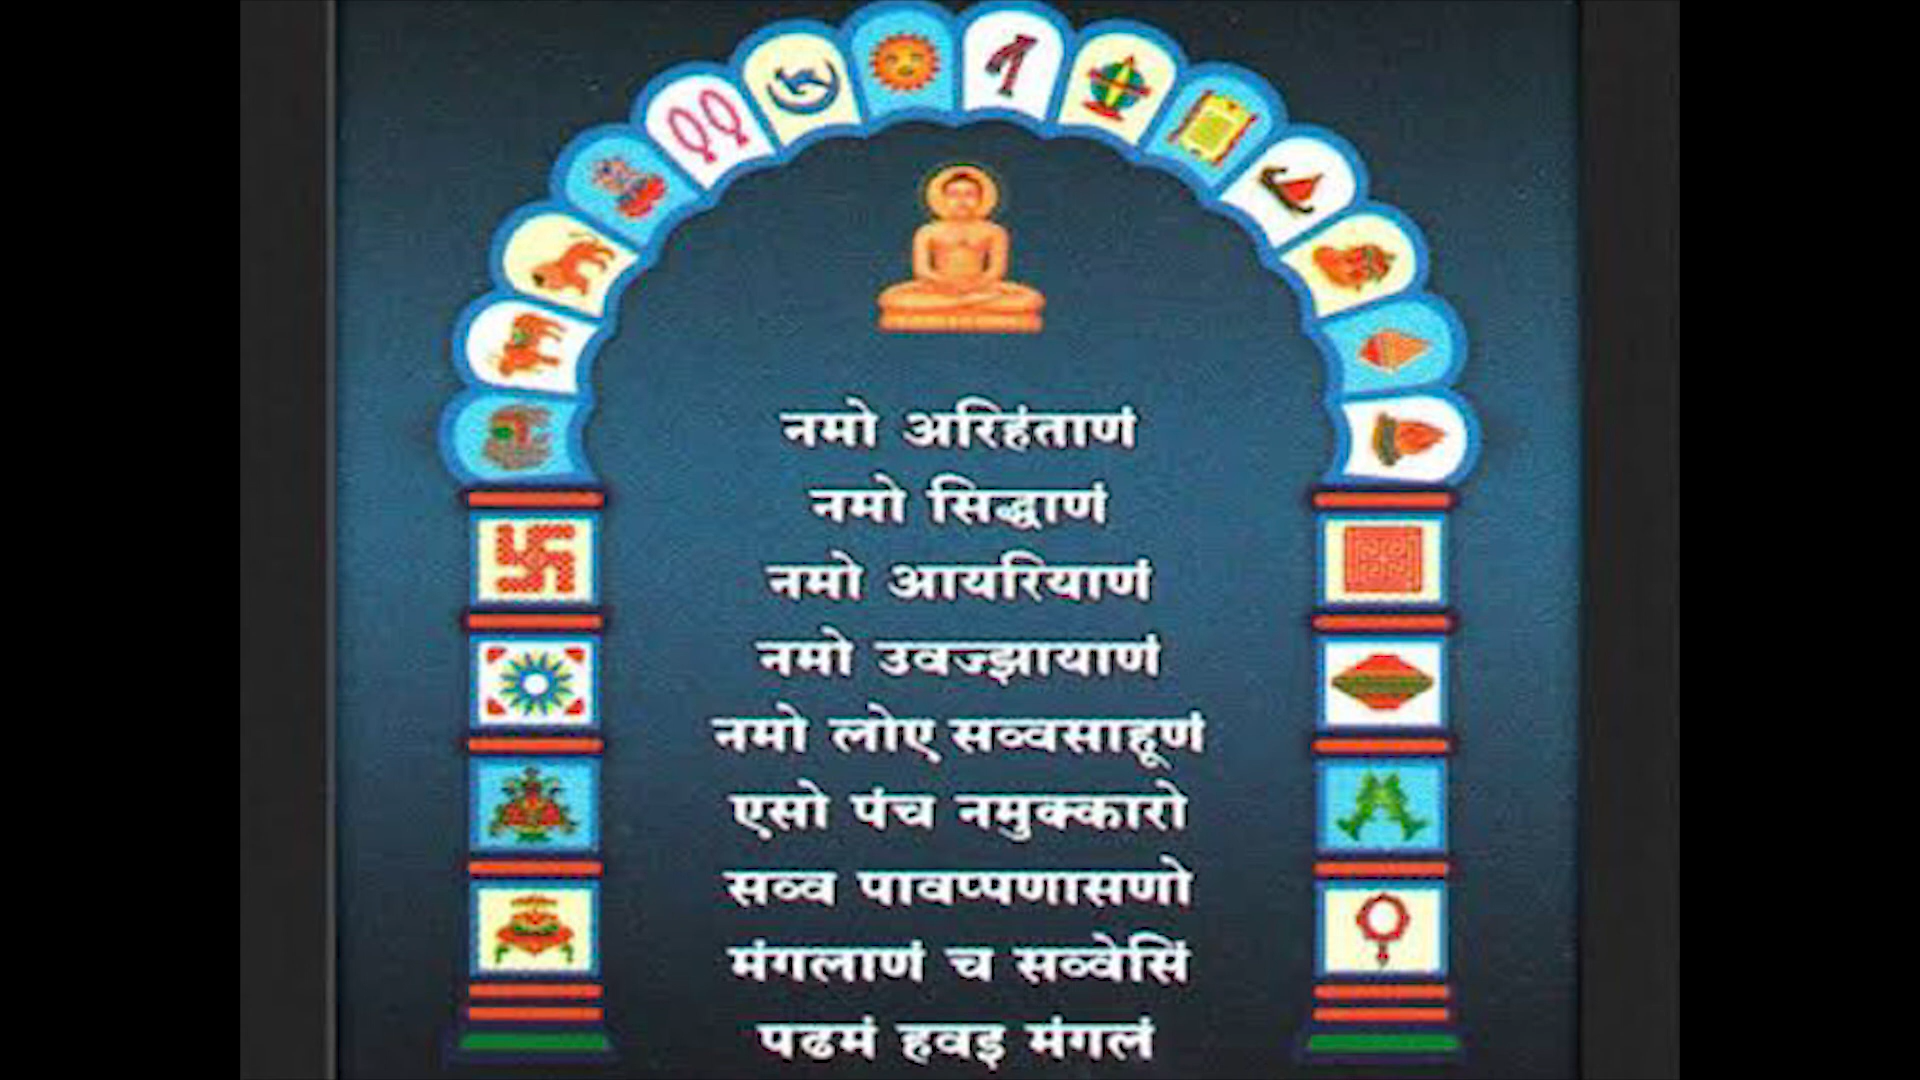 नमो अरिहंताणं
नमो सिद्धाणं
नमो आयरियाणं
नमो उवज्झायाणं
नमो लोए सव्वसाहूणं
एसो पंच नमुक्कारो
सव्व पावप्पणासणो
मंगलाणं च सव्वेसिं
पढमं हवइ मंगलं